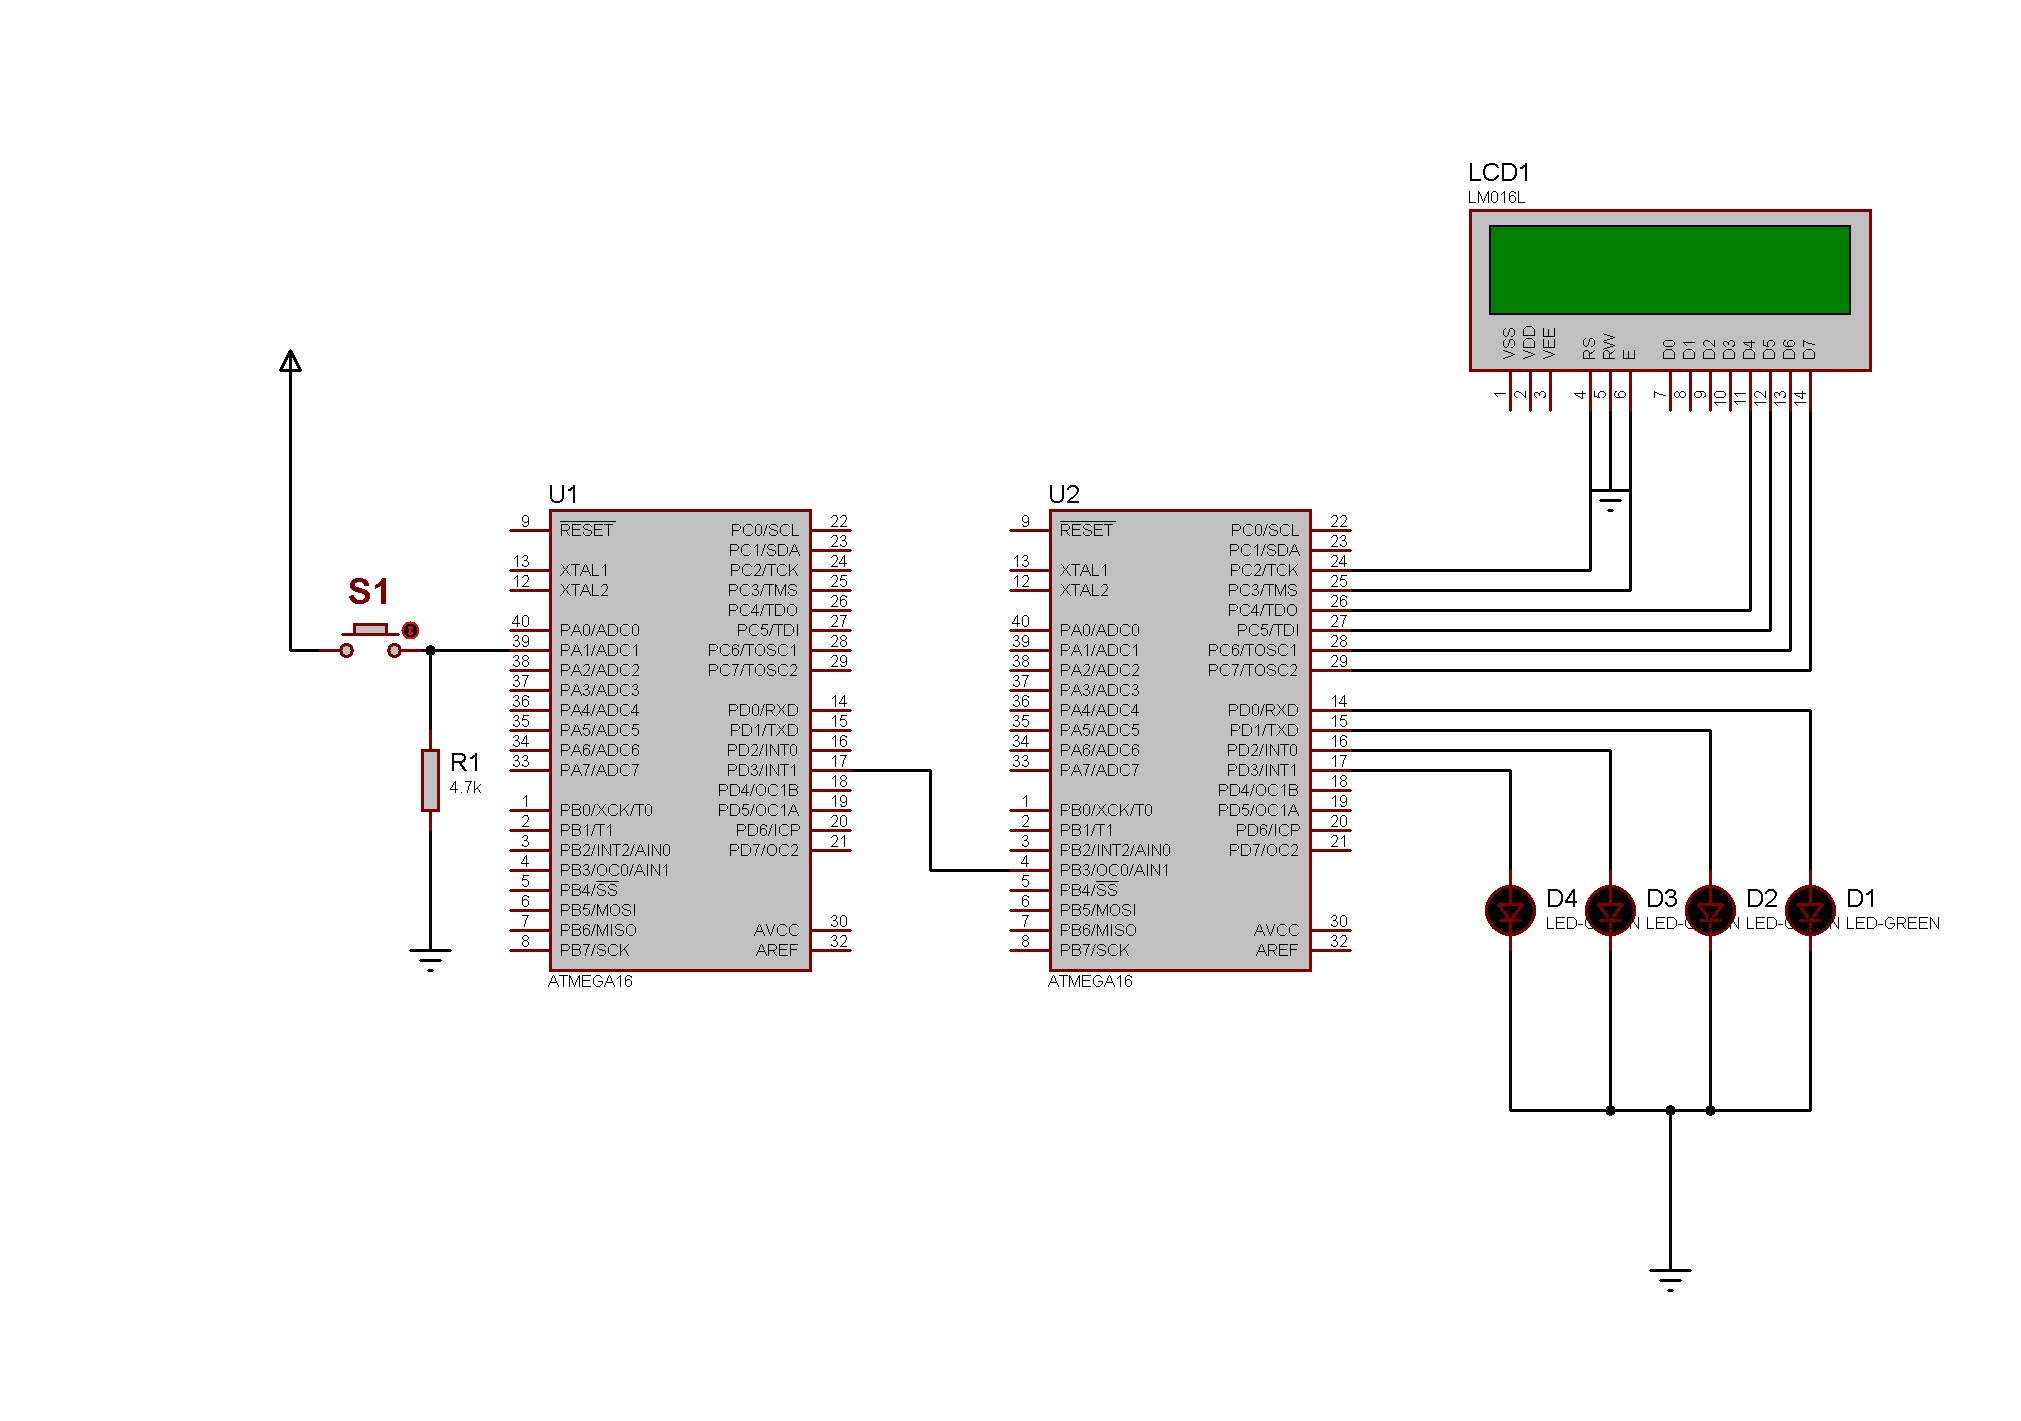 LCD1
LM016L
VSS
VDD
VEE
RS
RW
E
D0
D1
D2
D3
D4
D5
D6
D7
1
2
3
4
5
6
7
8
9
10
11
12
13
14
S1
R1
4.7k
U1
9 RESET PC0/SCL 22
PC1/SDA 23
13 XTAL1 PC2/TCK 24
12 XTAL2 PC3/TMS 25
PC4/TDO 26
40 PA0/ADC0 PC5/TDI 27
39 PA1/ADC1 PC6/TOSC1 28
38 PA2/ADC2 PC7/TOSC2 29
37 PA3/ADC3
36 PA4/ADC4 PD0/RXD 14
35 PA5/ADC5 PD1/TXD 15
34 PA6/ADC6 PD2/INT0 16
33 PA7/ADC7 PD3/INT1 17
PD4/OC1B 18
1 PB0/XCK/T0 PD5/OC1A 19
2 PB1/T1 PD6/ICP 20
3 PB2/INT2/AIN0 PD7/OC2 21
4 PB3/OC0/AIN1
5 PB4/SS
6 PB5/MOSI
7 PB6/MISO AVCC 30
8 PB7/SCK AREF 32
ATMEGA16
U2
9 RESET PC0/SCL 22
PC1/SDA 23
13 XTAL1 PC2/TCK 24
12 XTAL2 PC3/TMS 25
PC4/TDO 26
40 PA0/ADC0 PC5/TDI 27
39 PA1/ADC1 PC6/TOSC1 28
38 PA2/ADC2 PC7/TOSC2 29
37 PA3/ADC3
36 PA4/ADC4 PD0/RXD 14
35 PA5/ADC5 PD1/TXD 15
34 PA6/ADC6 PD2/INT0 16
33 PA7/ADC7 PD3/INT1 17
PD4/OC1B 18
1 PB0/XCK/T0 PD5/OC1A 19
2 PB1/T1 PD6/ICP 20
3 PB2/INT2/AIN0 PD7/OC2 21
4 PB3/OC0/AIN1
5 PB4/SS
6 PB5/MOSI
7 PB6/MISO AVCC 30
8 PB7/SCK AREF 32
ATMEGA16
D4 D3 D2 D1
LED-GREEN